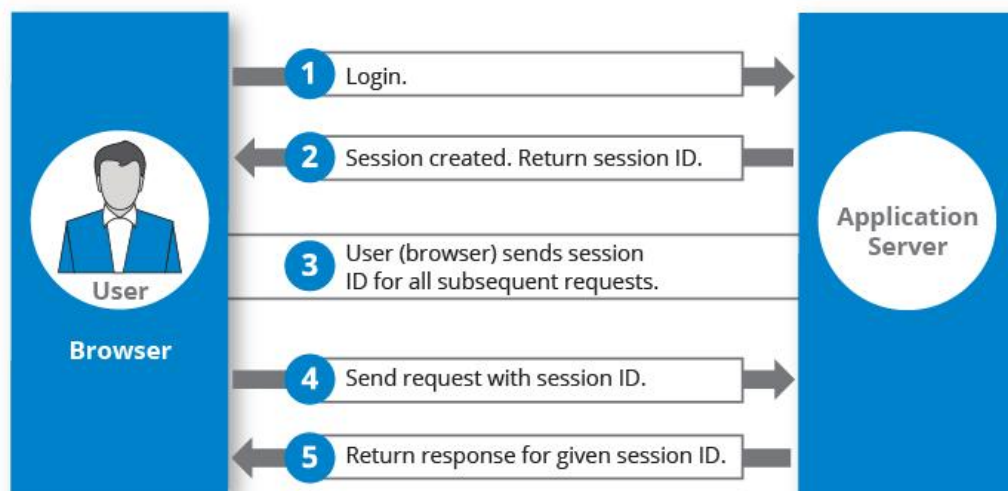 1 Login.
2 Session created. Return session ID.
3 User (browser) sends session
ID for all subsequent requests.
4 Send request with session ID.
5 Return response for given session ID.
User
Browser
Application
Server